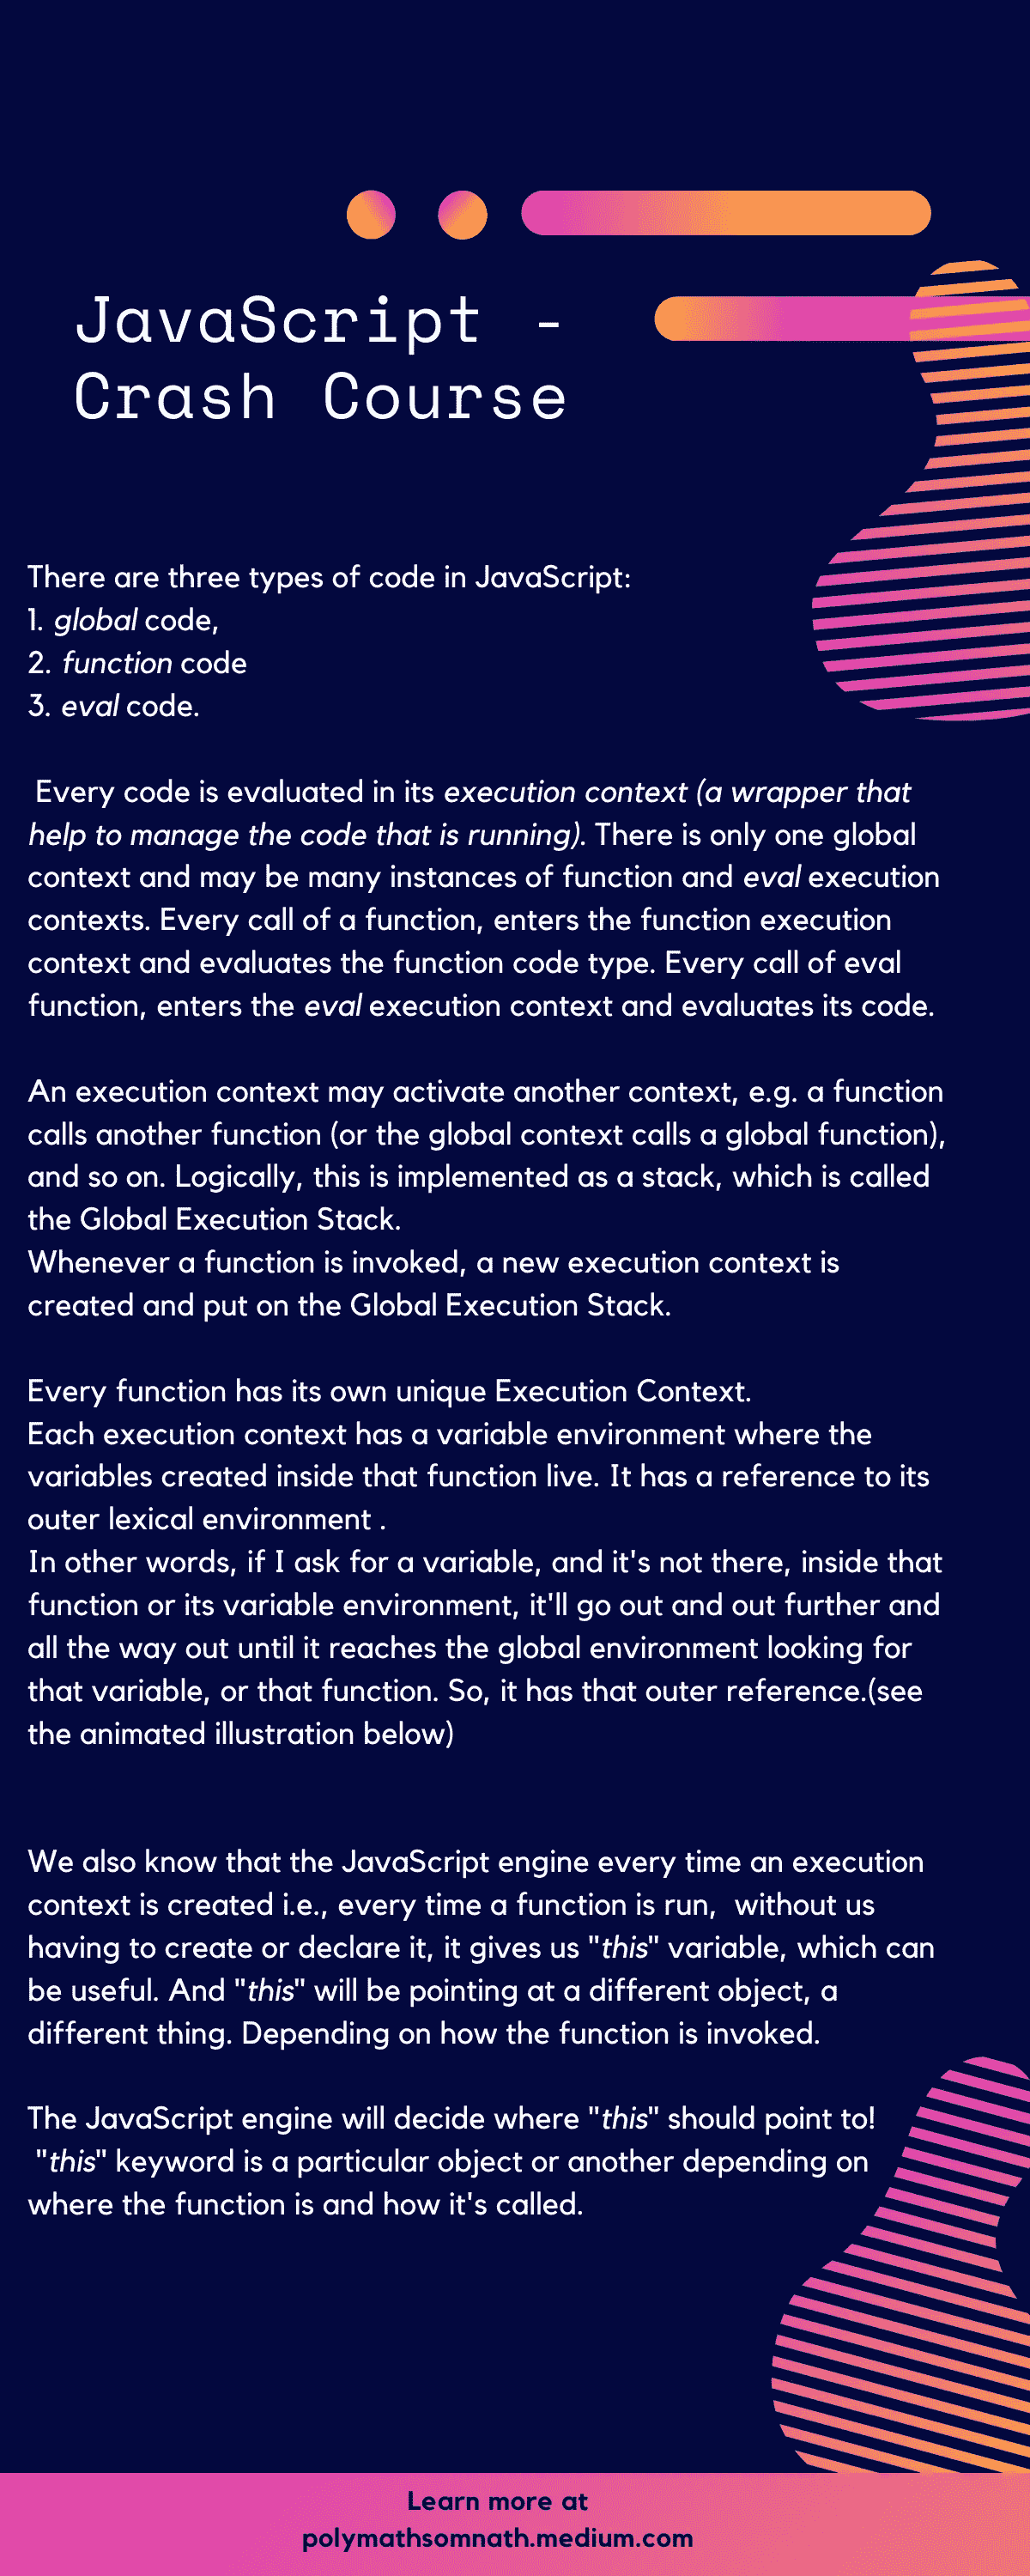 JavaScript -
Crash Course
There are three types of code in JavaScript:
1. global code,
2. function code
3. eval code.
Every code is evaluated in its execution context (a wrapper that
help to manage the code that is running). There is only one global
context and may be many instances of function and eval execution
contexts. Every call of a function, enters the function execution
context and evaluates the function code type. Every call of eval
function, enters the eval execution context and evaluates its code.
An execution context may activate another context, e.g. a function
calls another function (or the global context calls a global function),
and so on. Logically, this is implemented as a stack, which is called
the Global Execution Stack.
Whenever a function is invoked, a new execution context is
created and put on the Global Execution Stack.
Every function has its own unique Execution Context.
Each execution context has a variable environment where the
variables created inside that function live. It has a reference to its
outer lexical environment .
In other words, if I ask for a variable, and it's not there, inside that
function or its variable environment, it'll go out and out further and
all the way out until it reaches the global environment looking for
that variable, or that function. So, it has that outer reference.(see
the animated illustration below)
We also know that the JavaScript engine every time an execution
context is created i.e., every time a function is run, without us
having to create or declare it, it gives us "this" variable, which can
be useful. And "this" will be pointing at a different object, a
different thing. Depending on how the function is invoked.
The JavaScript engine will decide where "this" should point to!
"this" keyword is a particular object or another depending on
where the function is and how it's called.
Learn more at
polymathsomnath.medium.com